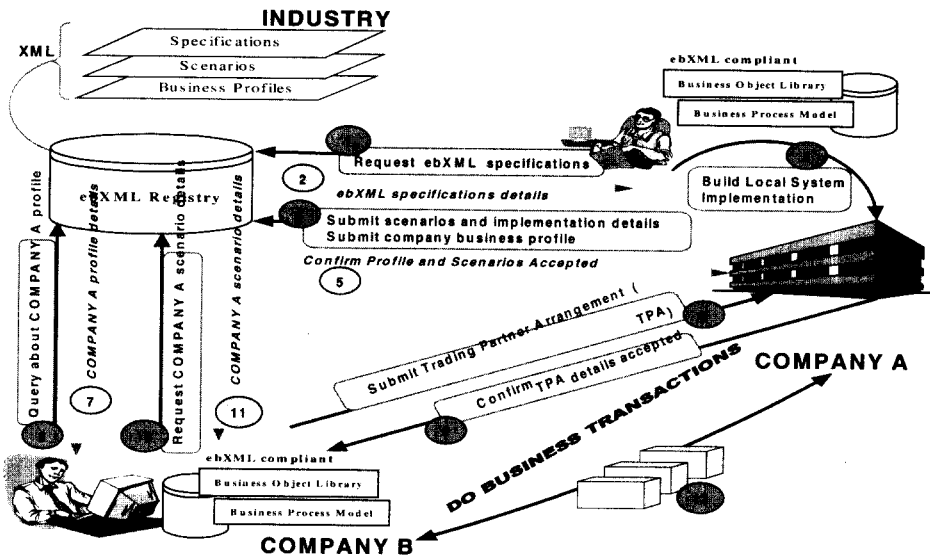 INDUSTRY
XML
Specifications
Scenarios
Business Profiles
ebXML compliant
Business Object Library
Business Process Model
Request ebXML specifications
2
ebXML specifications details
Build Local System
Implementation
ebXML Registry
Submit scenarios and implementation details
Submit company business profile
Confirm Profile and Scenarios Accepted
5
Query about COMPANY A profile
COMPANY A profile details
7
Request COMPANY A scenario details
COMPANY A scenario details
11
Submit Trading Partner Arrangement (
TPA)
Confirm TPA details accepted
COMPANY A
DO BUSINESS TRANSACTIONS
ebXML compliant
Business Object Library
Business Process Model
COMPANY B